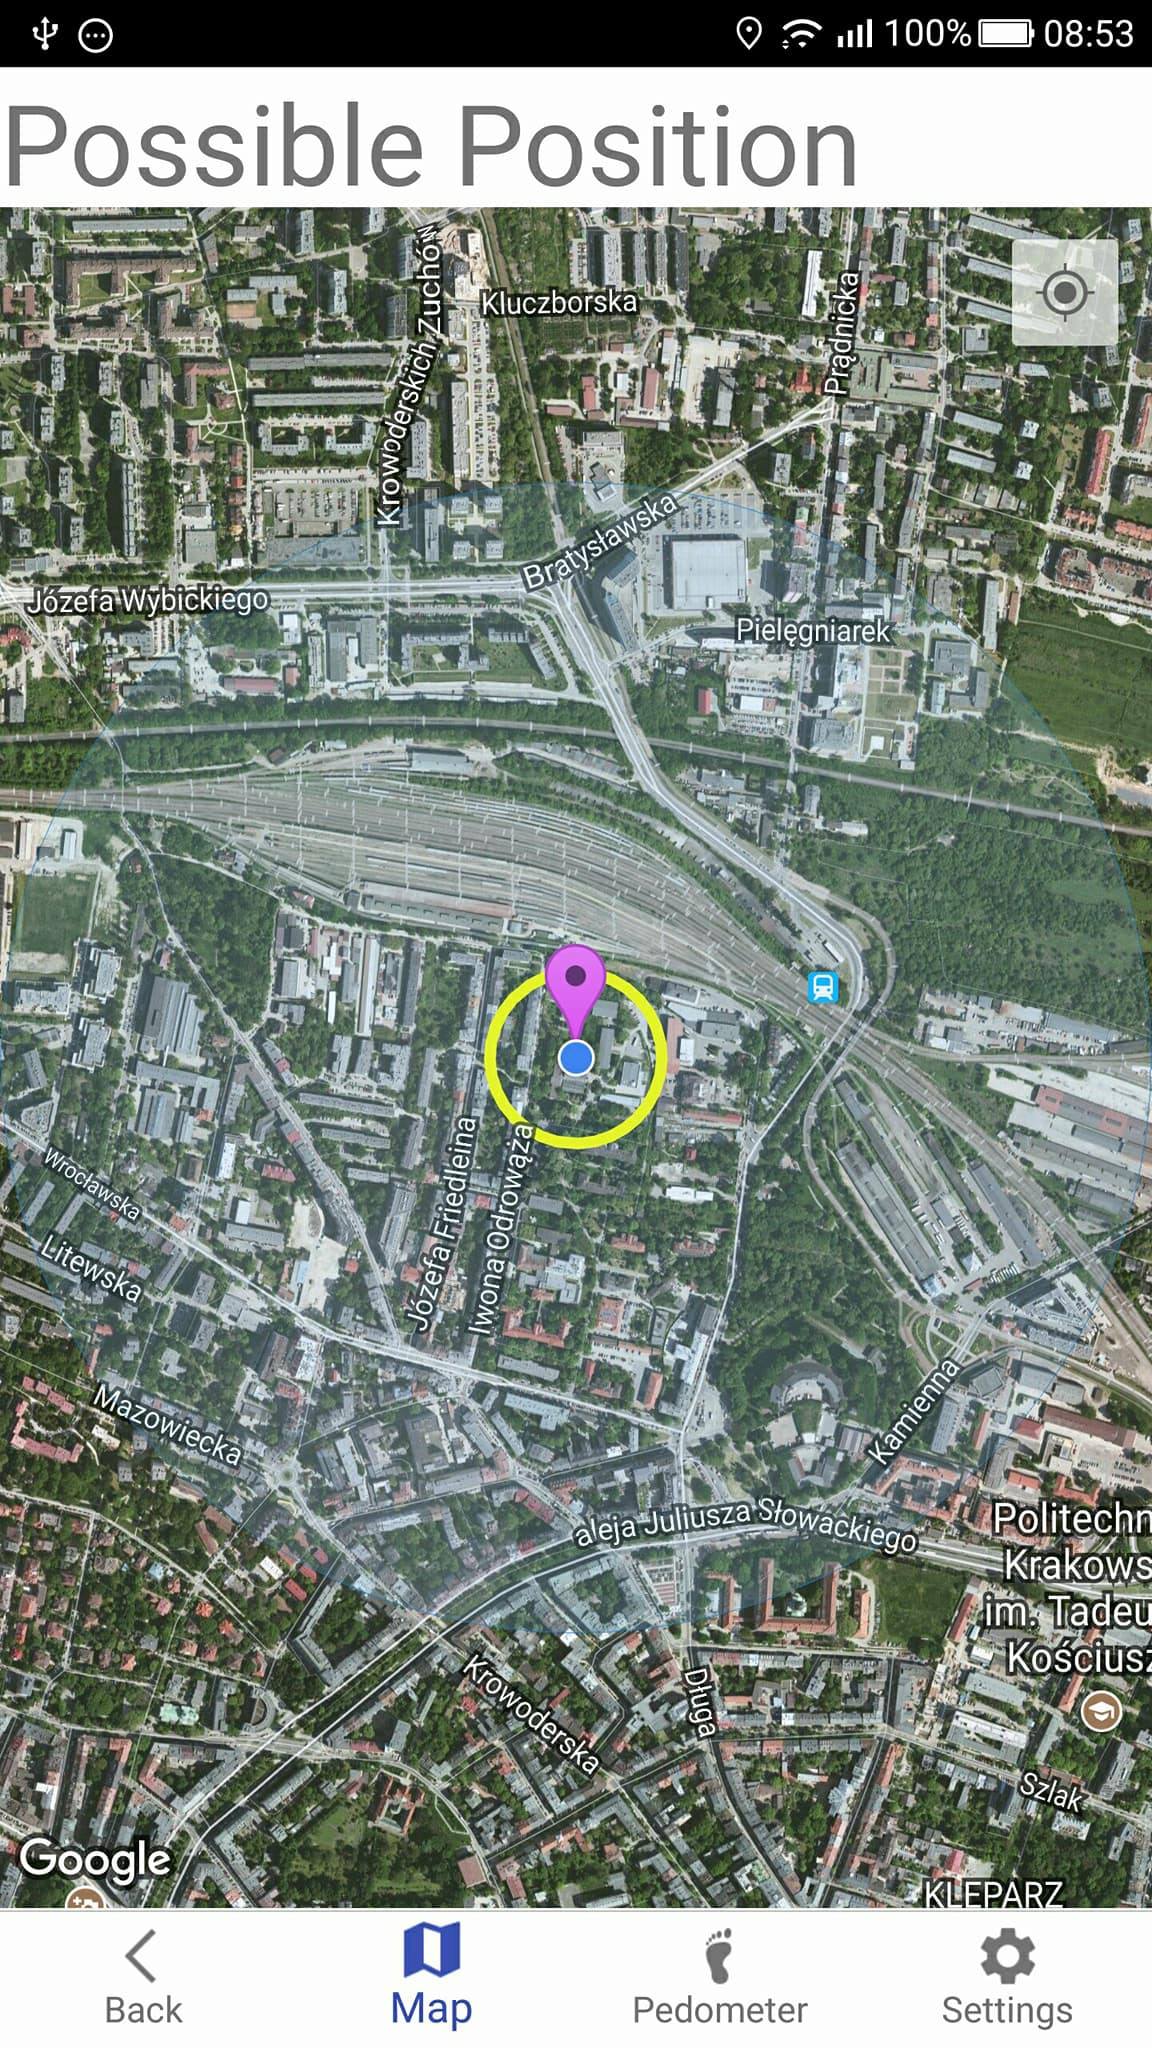 100% 08:53
Possible Position
Krowoderskich Zuchów
Kluczborska
Prądnicka
Bratysławska
Józefa Wybickiego
Pielęgniarek
Józefa Friedleina
Iwona Odrowąża
Wrocławska
Litewska
Mazowiecka
Kamienna
aleja Juliusza Słowackiego
Politechn
Krakows
im. Tadeu
Kościusz
Krowoderska
Długa
Szlak
Google
KLEPARZ
Back
Map
Pedometer
Settings